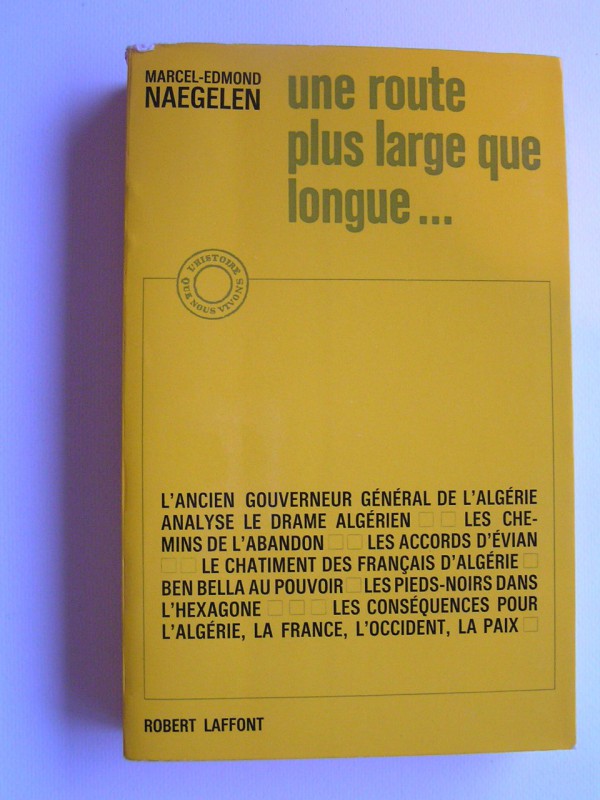 MARCEL-EDMOND
NAEGELEN
une route
plus large que
longue...
L'HISTOIRE
QUE NOUS VIVONS
L'ANCIEN GOUVERNEUR GÉNÉRAL DE L'ALGÉRIE
ANALYSE LE DRAME ALGÉRIEN □ □ LES CHE-
MINS DE L'ABANDON □ □ LES ACCORDS D'ÉVIAN
□ □ LE CHATIMENT DES FRANÇAIS D'ALGÉRIE □
BEN BELLA AU POUVOIR □ LES PIEDS-NOIRS DANS
L'HEXAGONE □ □ □ LES CONSÉQUENCES POUR
L'ALGÉRIE, LA FRANCE, L'OCCIDENT, LA PAIX □
ROBERT LAFFONT